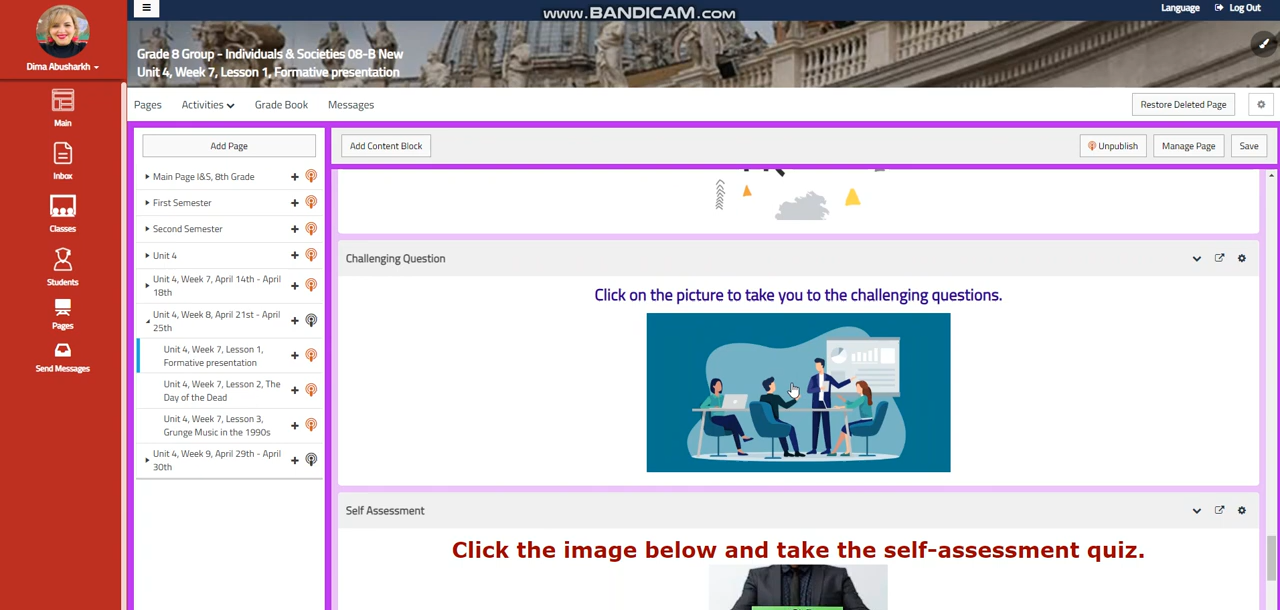 www.BANDICAM.com
Language
Log Out
Dima Abusharkh
Grade 8 Group - Individuals & Societies 08-B New
Unit 4, Week 7, Lesson 1, Formative presentation
Pages
Activities
Grade Book
Messages
Restore Deleted Page
Main
Inbox
Classes
Students
Pages
Send Messages
Add Page
Main Page I&S, 8th Grade
First Semester
Second Semester
Unit 4
Unit 4, Week 7, April 14th - April
18th
Unit 4, Week 8, April 21st - April
25th
Unit 4, Week 7, Lesson 1,
Formative presentation
Unit 4, Week 7, Lesson 2, The
Day of the Dead
Unit 4, Week 7, Lesson 3,
Grunge Music in the 1990s
Unit 4, Week 9, April 29th - April
30th
Add Content Block
Unpublish
Manage Page
Save
Challenging Question
Click on the picture to take you to the challenging questions.
Self Assessment
Click the image below and take the self-assessment quiz.